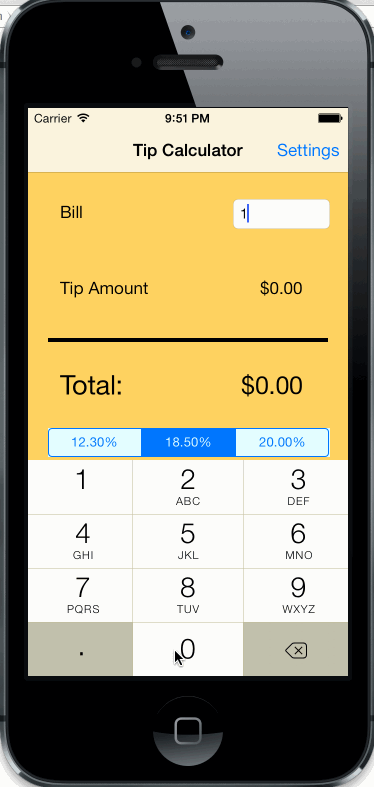 Carrier 9:51 PM
Tip Calculator Settings
Bill 1
Tip Amount $0.00
Total: $0.00
12.30% 18.50% 20.00%
1 2 3
ABC DEF
4 5 6
GHI JKL MNO
7 8 9
PQRS TUV WXYZ
. 0